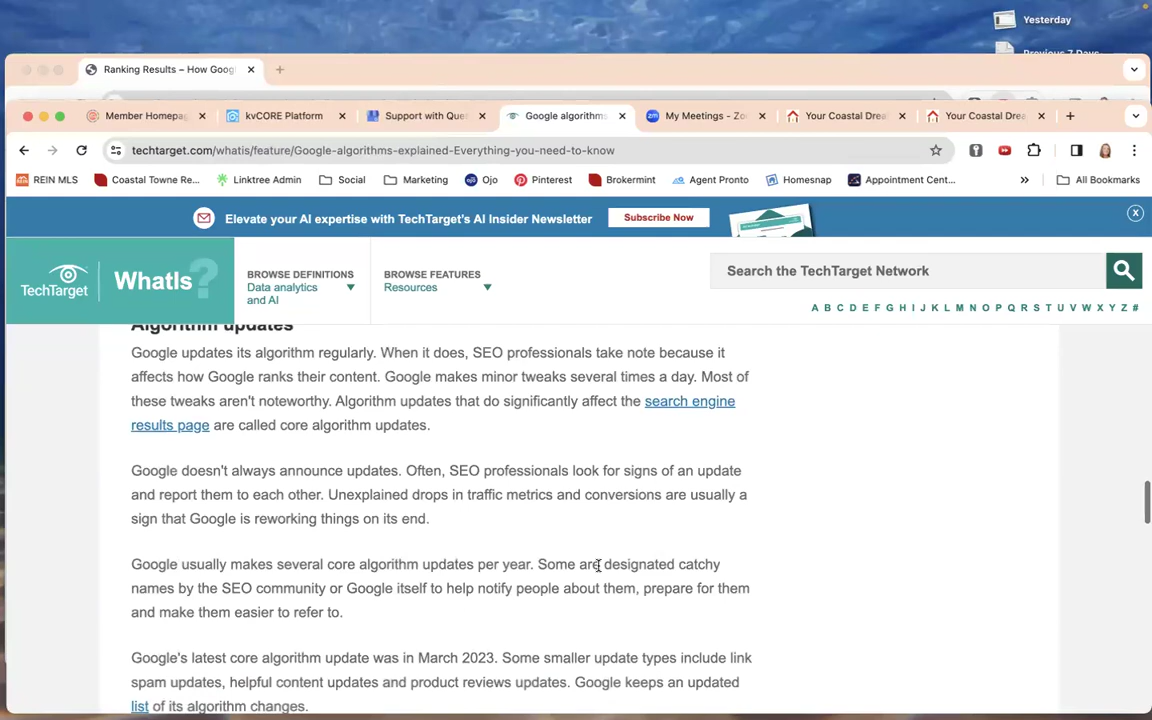 Yesterday
Previous 7 Days
Ranking Results – How Goog
Member Homepag
kvCORE Platform
Support with Que
Google algorithms
My Meetings - Zo
Your Coastal Drea
Your Coastal Drea
techtarget.com/whatis/feature/Google-algorithms-explained-Everything-you-need-to-know
REIN MLS
Coastal Towne Re...
Linktree Admin
Social
Marketing
Ojo
Pinterest
Brokermint
Agent Pronto
Homesnap
Appointment Cent...
»
All Bookmarks
Elevate your AI expertise with TechTarget's AI Insider Newsletter
Subscribe Now
X
TechTarget
WhatIs?
BROWSE DEFINITIONS
Data analytics
and AI
BROWSE FEATURES
Resources
Search the TechTarget Network
A B C D E F G H I J K L M N O P Q R S T U V W X Y Z #
Algorithm updates
Google updates its algorithm regularly. When it does, SEO professionals take note because it
affects how Google ranks their content. Google makes minor tweaks several times a day. Most of
these tweaks aren't noteworthy. Algorithm updates that do significantly affect the search engine
results page are called core algorithm updates.
Google doesn't always announce updates. Often, SEO professionals look for signs of an update
and report them to each other. Unexplained drops in traffic metrics and conversions are usually a
sign that Google is reworking things on its end.
Google usually makes several core algorithm updates per year. Some are designated catchy
names by the SEO community or Google itself to help notify people about them, prepare for them
and make them easier to refer to.
Google's latest core algorithm update was in March 2023. Some smaller update types include link
spam updates, helpful content updates and product reviews updates. Google keeps an updated
list of its algorithm changes.